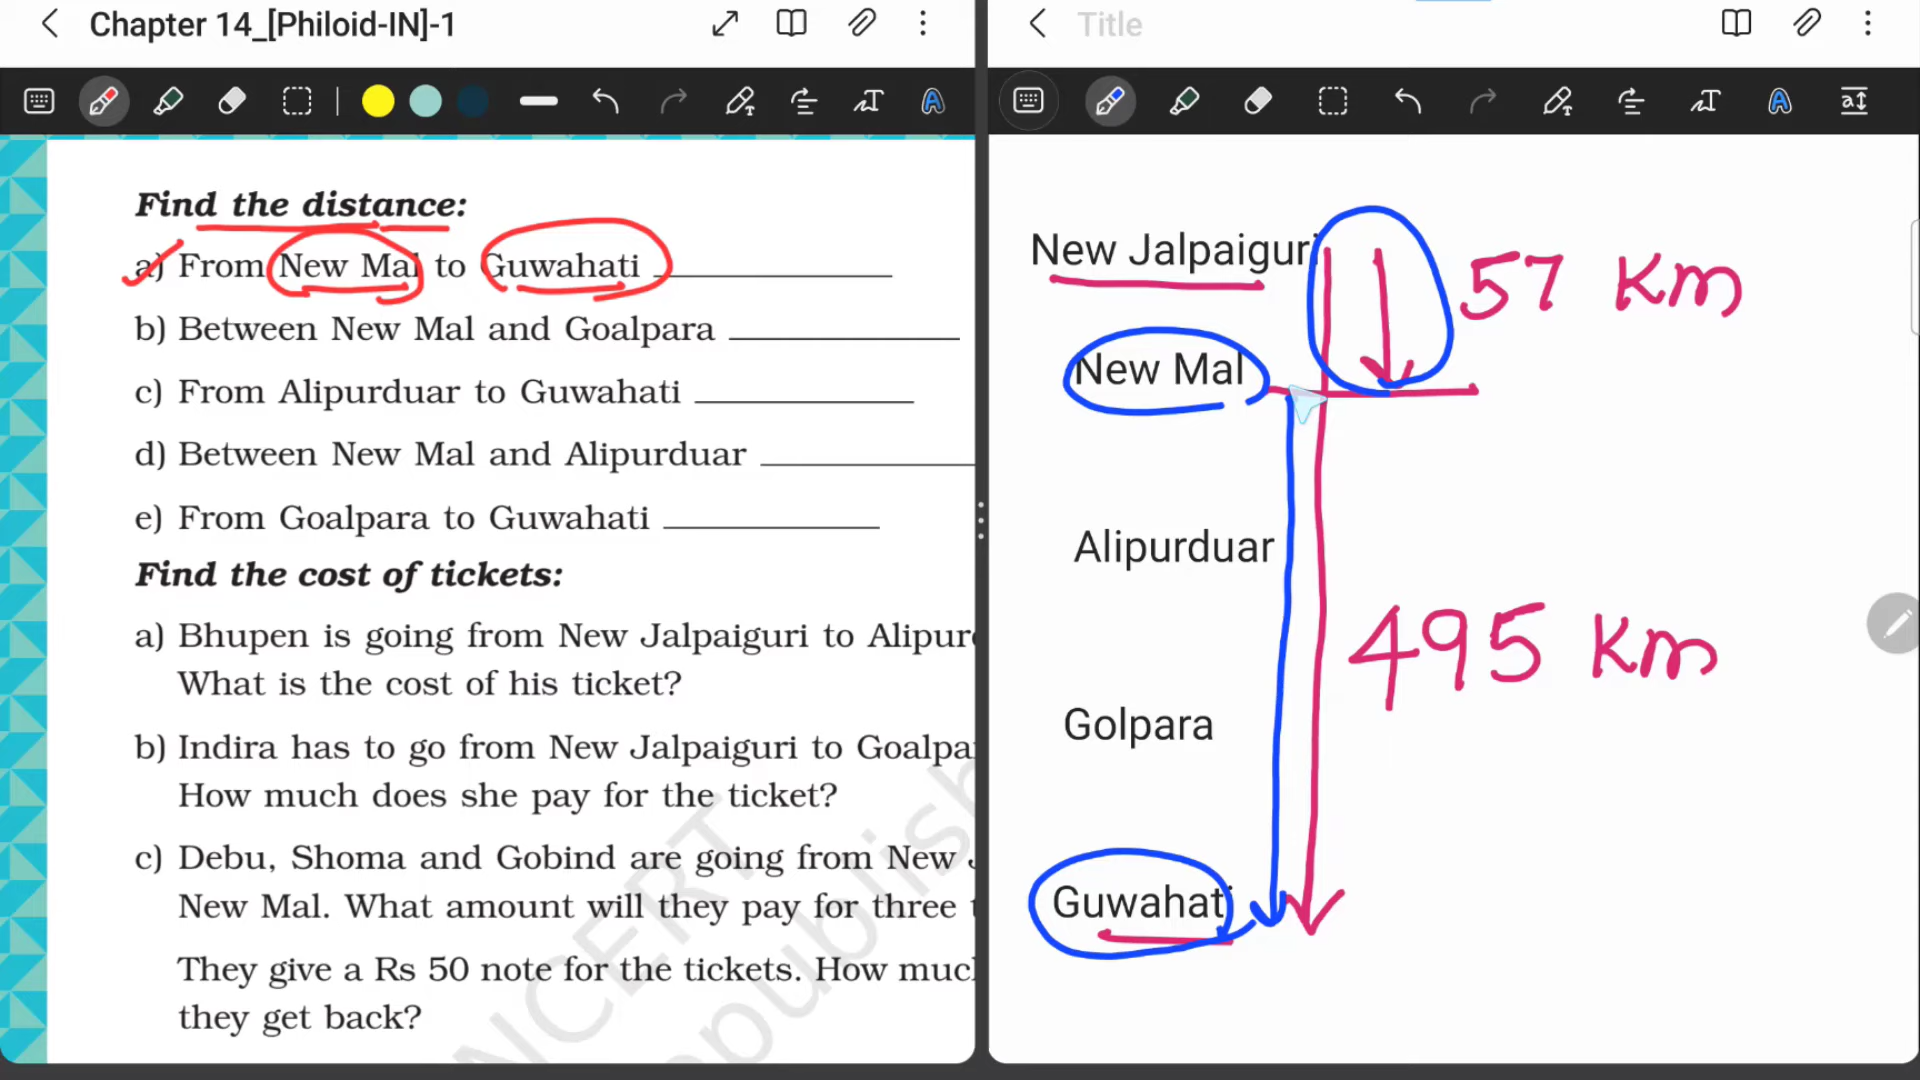 Chapter 14_[Philoid-IN]-1
Find the distance:
a) From New Mal to Guwahati
b) Between New Mal and Goalpara
c) From Alipurduar to Guwahati
d) Between New Mal and Alipurduar
e) From Goalpara to Guwahati
Find the cost of tickets:
a) Bhupen is going from New Jalpaiguri to
What is the cost of his ticket?
b) Indira has to go from New Jalpaiguri to
How much does she pay for the ticket?
c) Debu, Shoma and Gobind are going from New
New Mal. What amount will they pay for three
They give a Rs 50 note for the tickets. How
they get back?
NCERT
Title
New Jalpaiguri
57 Km
New Mal
Alipurduar
495 Km
Golpara
Guwahati